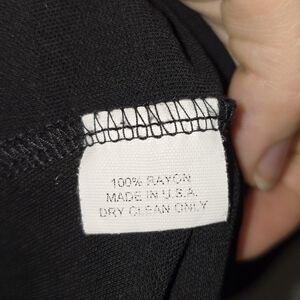 100% RAYON
MADE IN U.S.A.
DRY CLEAN ONLY